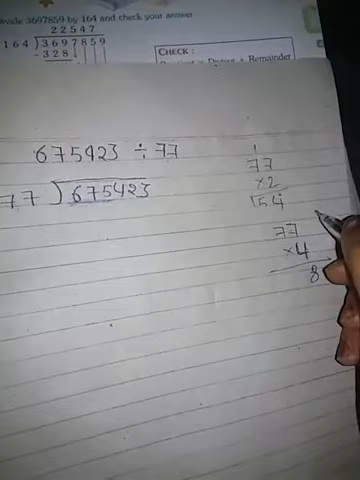 ivide 3697859 by 164 and check your answer
22547
164 ) 3697859
- 328
CHECK :
Remainder
675423 ÷ 77
77 ) 675423
1
77
×2
154
77
×4
8